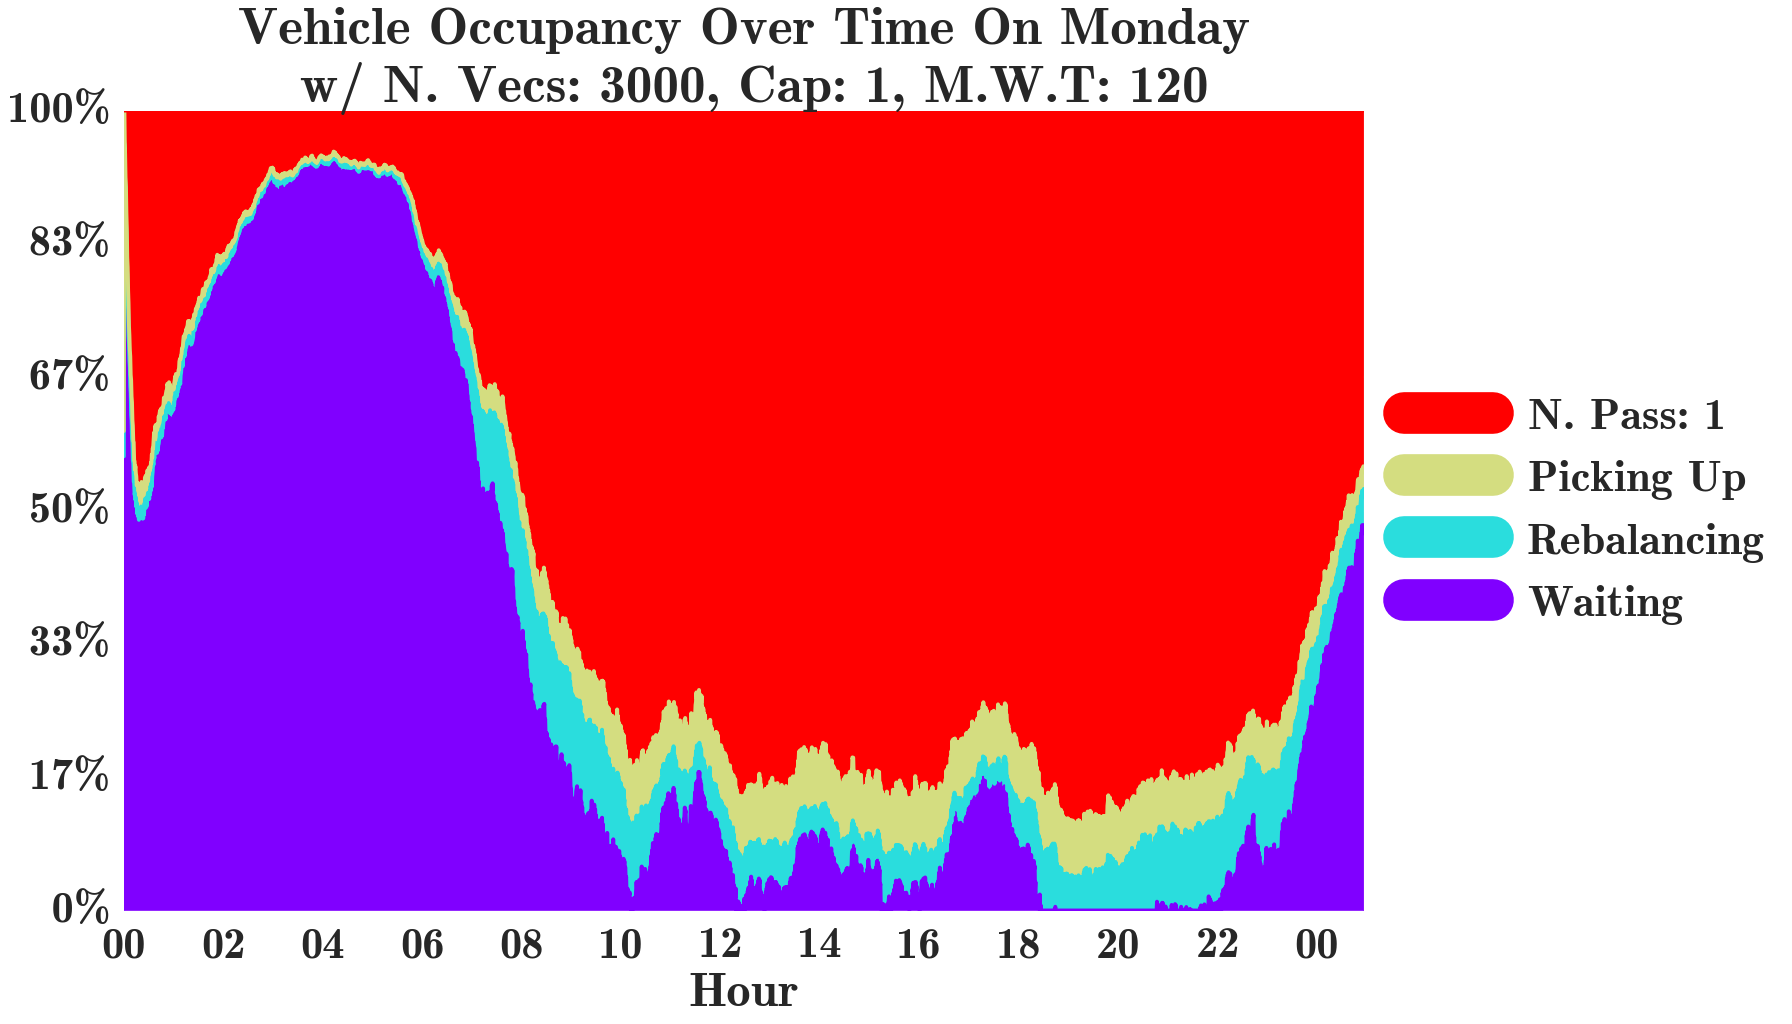 Vehicle Occupancy Over Time On Monday
w/ N. Vecs: 3000, Cap: 1, M.W.T: 120
100%
83%
67%
50%
33%
17%
0%
00 02 04 06 08 10 12 14 16 18 20 22 00
Hour
N. Pass: 1
Picking Up
Rebalancing
Waiting